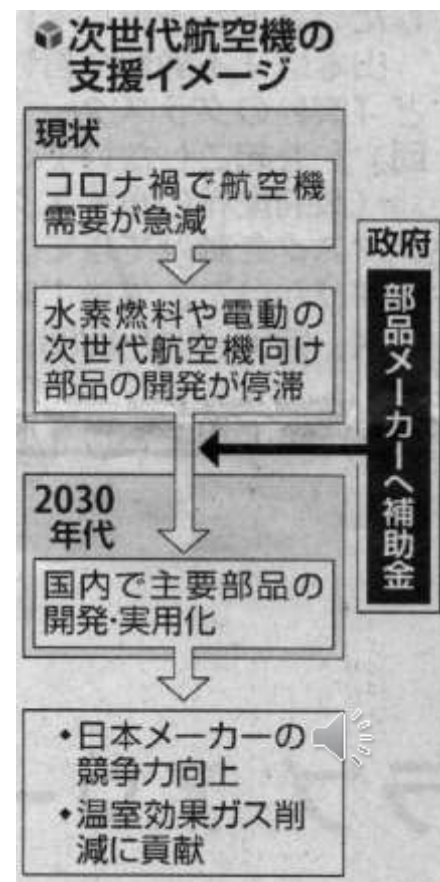 次世代航空機の
支援イメージ
現状
コロナ禍で航空機
需要が急減
水素燃料や電動の
次世代航空機向け
部品の開発が停滞
政府
部品メーカーへ補助金
2030
年代
国内で主要部品の
開発・実用化
・日本メーカーの
競争力向上
・温室効果ガス削
減に貢献